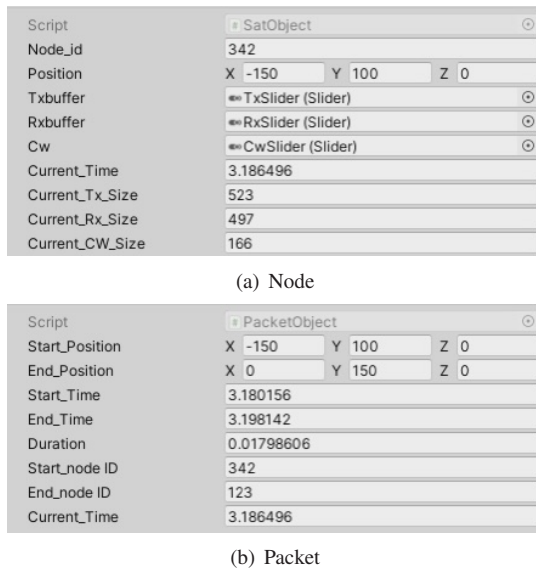 Script SatObject
Node_id 342
Position X -150 Y 100 Z 0
Txbuffer TxSlider (Slider)
Rxbuffer RxSlider (Slider)
Cw CwSlider (Slider)
Current_Time 3.186496
Current_Tx_Size 523
Current_Rx_Size 497
Current_CW_Size 166
(a) Node
Script PacketObject
Start_Position X -150 Y 100 Z 0
End_Position X 0 Y 150 Z 0
Start_Time 3.180156
End_Time 3.198142
Duration 0.01798606
Start_node ID 342
End_node ID 123
Current_Time 3.186496
(b) Packet